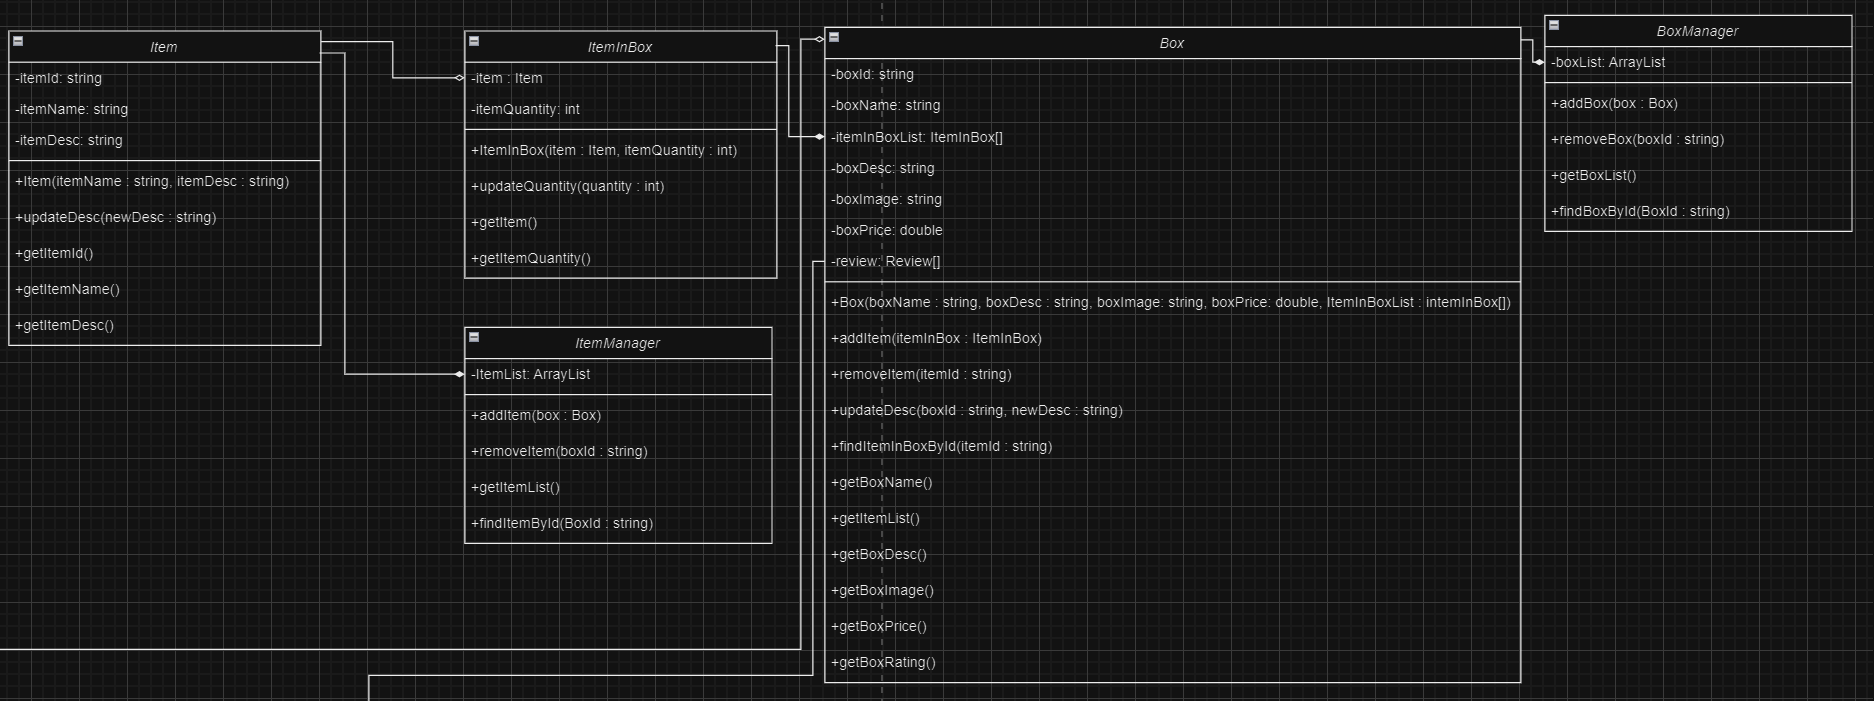 Item
-itemId: string
-itemName: string
-itemDesc: string
+Item(itemName : string, itemDesc : string)
+updateDesc(newDesc : string)
+getItemId()
+getItemName()
+getItemDesc()
ItemInBox
-item : Item
-itemQuantity: int
+ItemInBox(item : Item, itemQuantity : int)
+updateQuantity(quantity : int)
+getItem()
+getItemQuantity()
ItemManager
-ItemList: ArrayList
+addItem(box : Box)
+removeItem(boxId : string)
+getItemList()
+findItemById(BoxId : string)
Box
-boxId: string
-boxName: string
-itemInBoxList: ItemInBox[]
-boxDesc: string
-boxImage: string
-boxPrice: double
-review: Review[]
+Box(boxName : string, boxDesc : string, boxImage: string, boxPrice: double, ItemInBoxList : intemInBox[])
+addItem(itemInBox : ItemInBox)
+removeItem(itemId : string)
+updateDesc(boxId : string, newDesc : string)
+findItemInBoxById(itemId : string)
+getBoxName()
+getItemList()
+getBoxDesc()
+getBoxImage()
+getBoxPrice()
+getBoxRating()
BoxManager
-boxList: ArrayList
+addBox(box : Box)
+removeBox(boxId : string)
+getBoxList()
+findBoxById(BoxId : string)